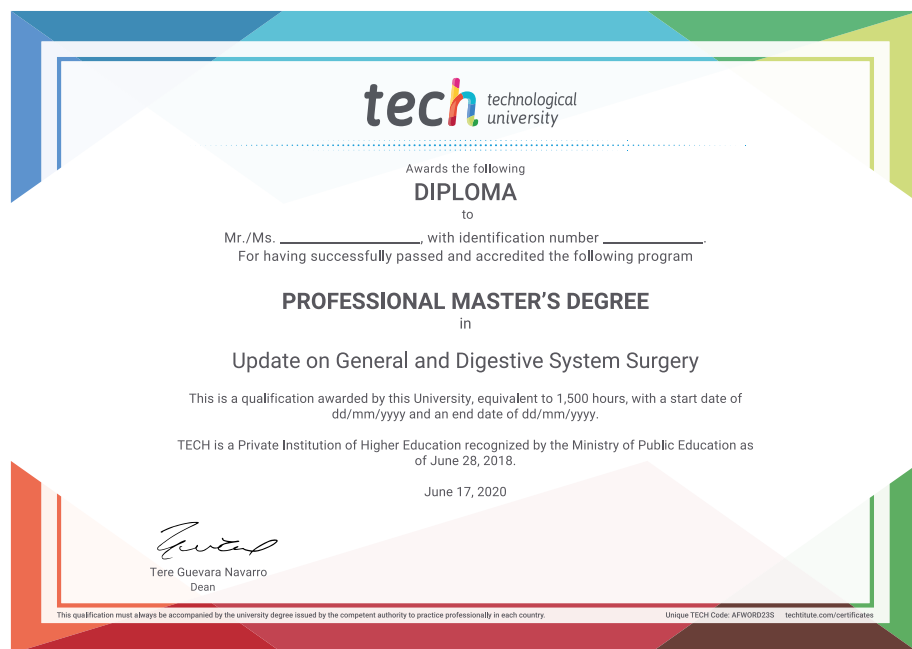 tech technological
university
Awards the following
DIPLOMA
to
Mr./Ms. ____________, with identification number ____________.
For having successfully passed and accredited the following program
PROFESSIONAL MASTER'S DEGREE
in
Update on General and Digestive System Surgery
This is a qualification awarded by this University, equivalent to 1,500 hours, with a start date of
dd/mm/yyyy and an end date of dd/mm/yyyy.
TECH is a Private Institution of Higher Education recognized by the Ministry of Public Education as
of June 28, 2018.
June 17, 2020
Tere Guevara Navarro
Dean
This qualification must always be accompanied by the university degree issued by the competent authority to practice professionally in each country.
Unique TECH Code: AFWORD23S techtitute.com/certificates